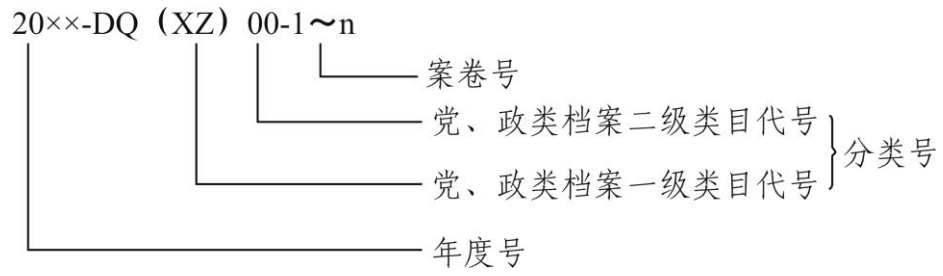 20××-DQ（XZ）00-1～n
案卷号
党、政类档案二级类目代号
分类号
党、政类档案一级类目代号
年度号